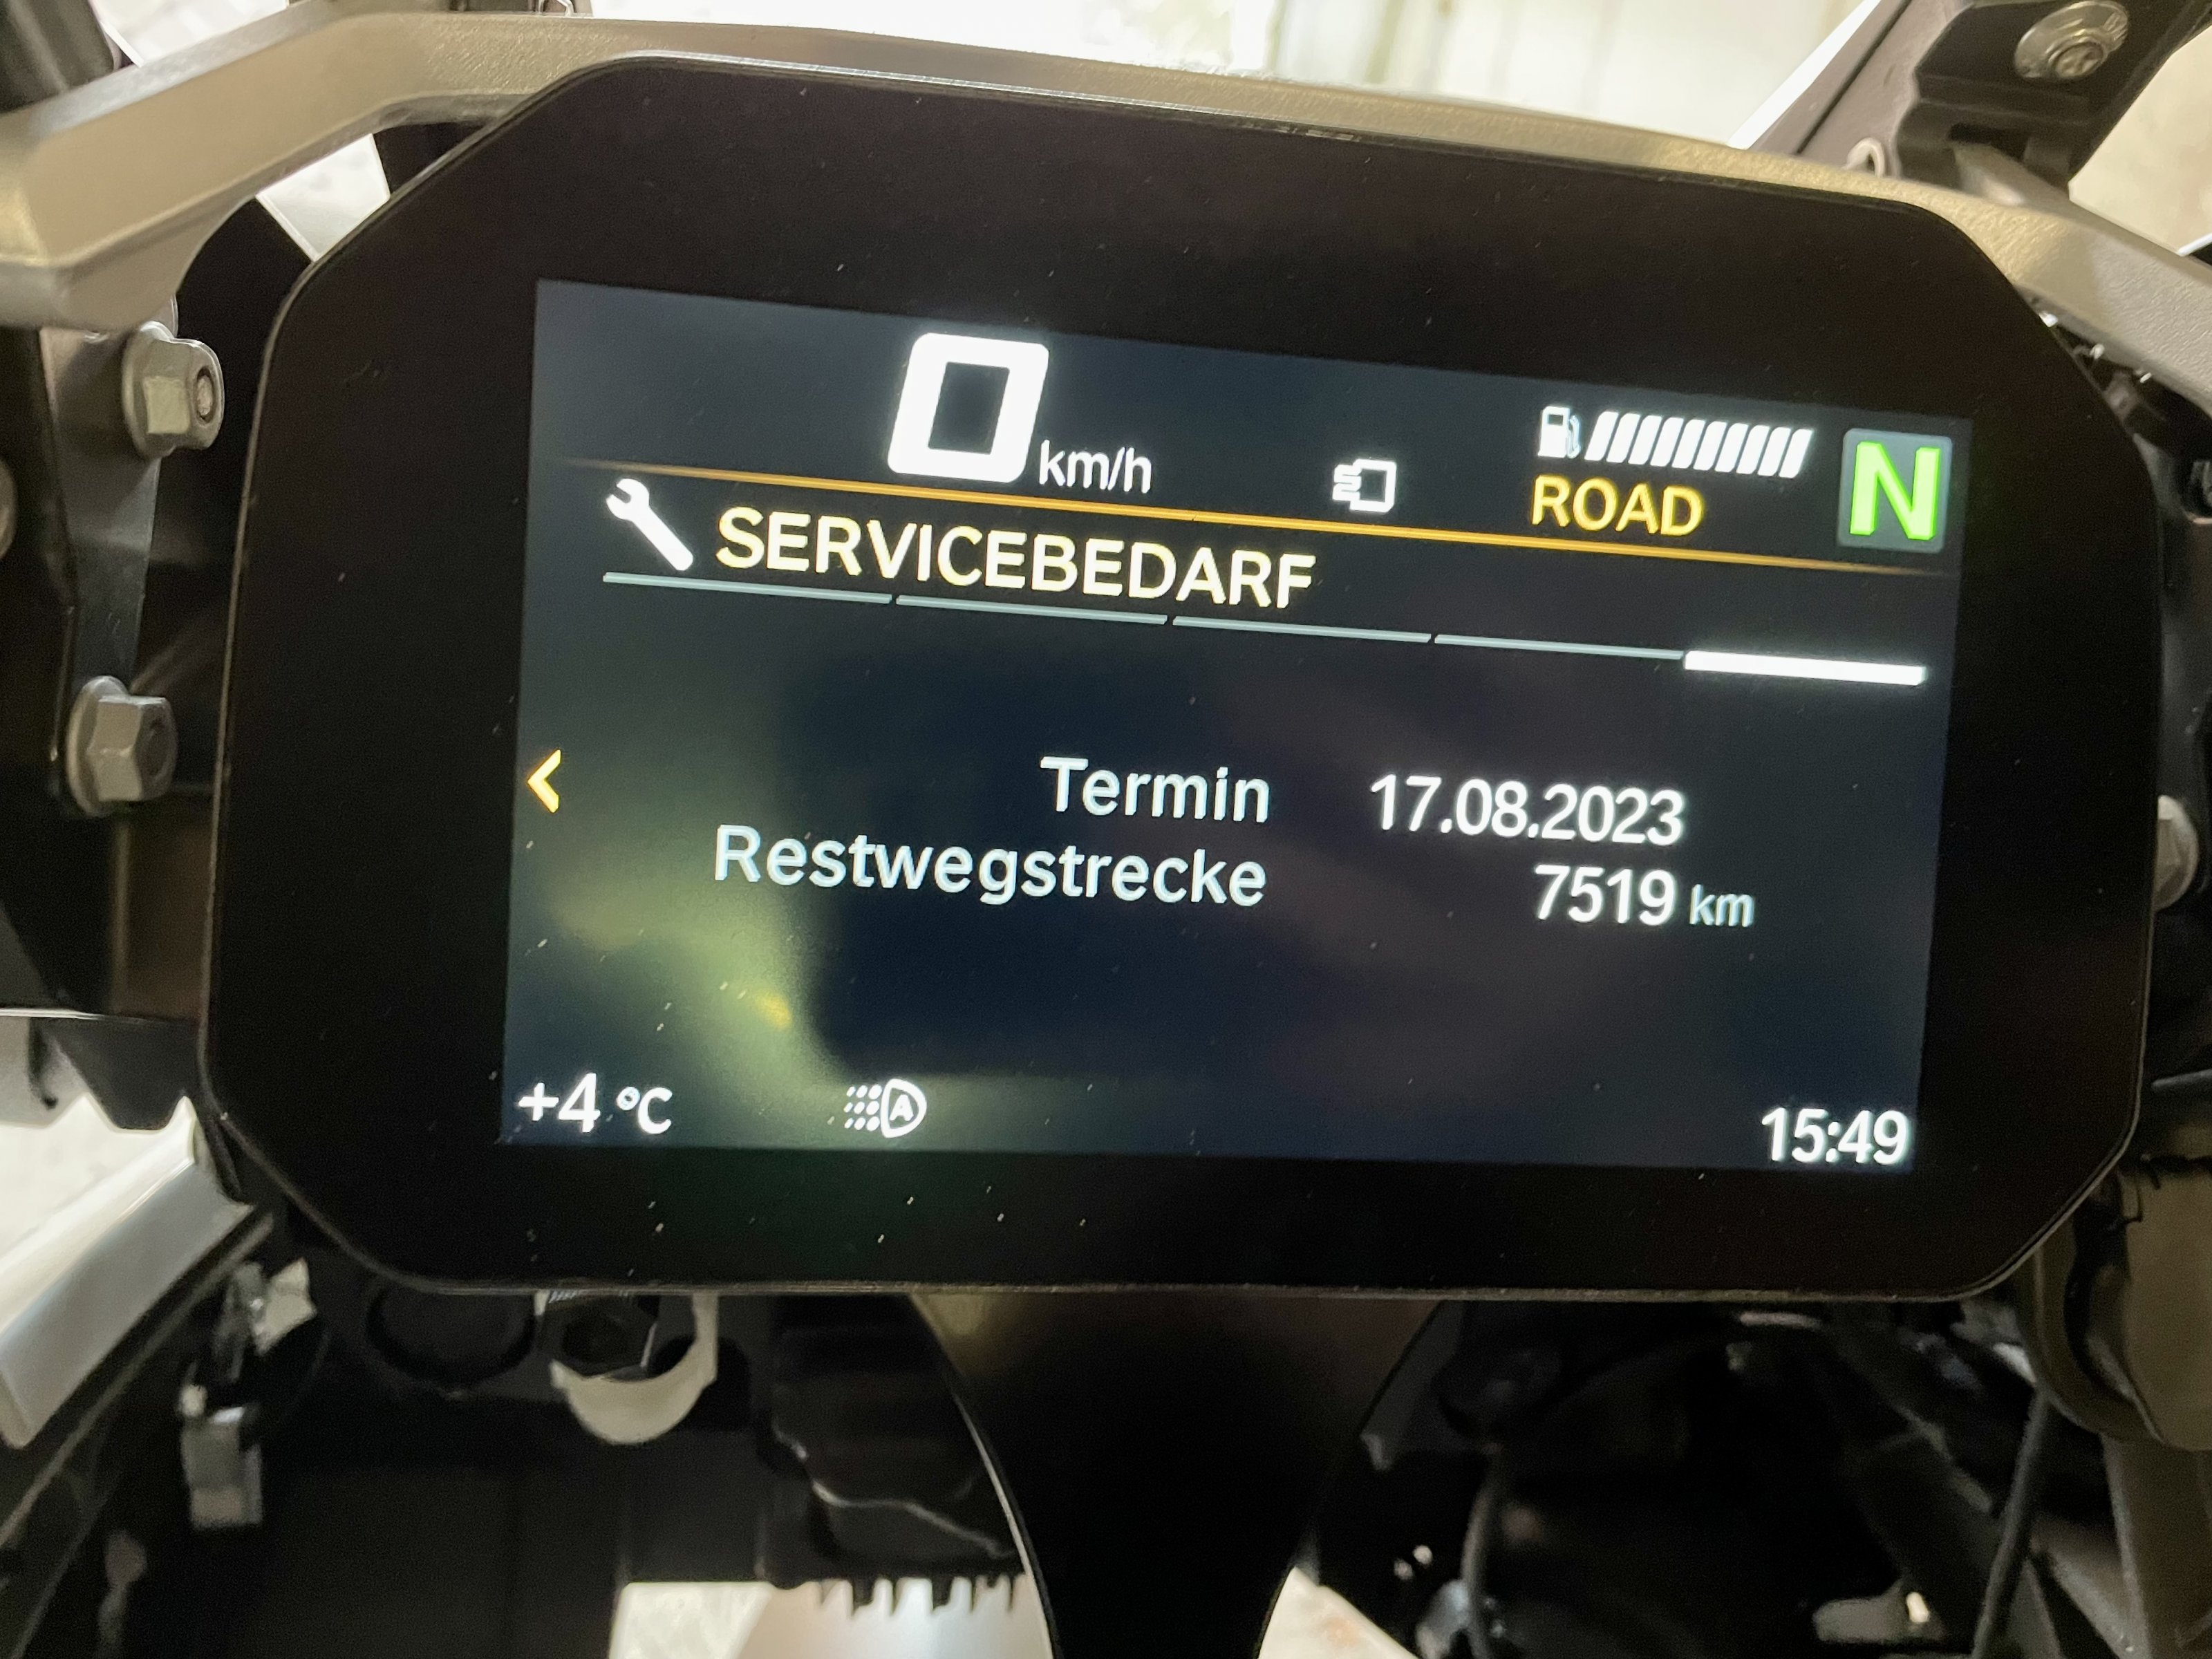 0 km/h
ROAD
N
SERVICEBEDARF
Termin 17.08.2023
Restwegstrecke 7519 km
+4 °C
A
15:49